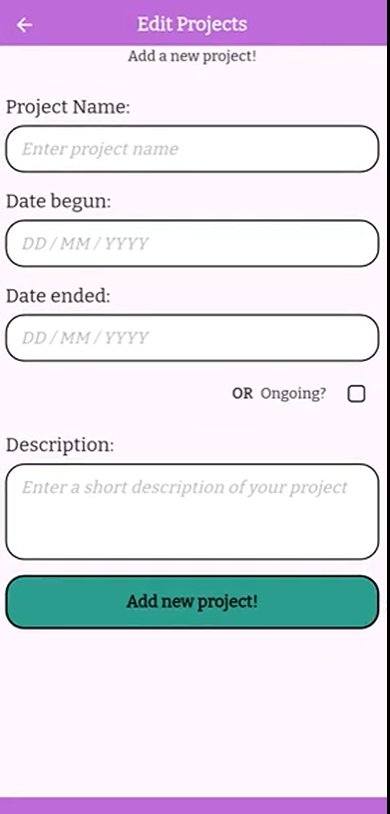 Edit Projects
Add a new project!
Project Name:
Enter project name
Date begun:
DD / MM / YYYY
Date ended:
DD / MM / YYYY
OR Ongoing?
Description:
Enter a short description of your project
Add new project!